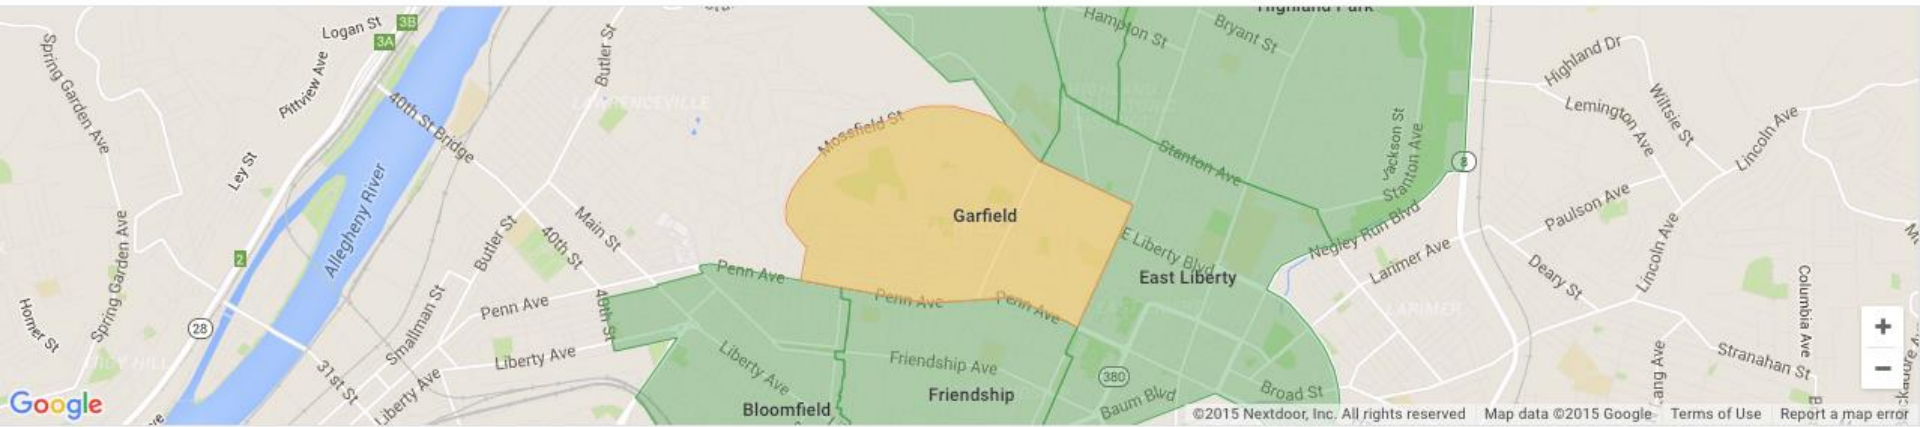 Logan St
3B
3A
Hampton St
Bryant St
Highland Park
Highland Dr
Butler St
Spring Garden Ave
Pittview Ave
40th St Bridge
LAWRENCEVILLE
Mossfield St
Lemington Ave
Wiltsie St
Lincoln Ave
Jackson St
Stanton Ave
Stanton Ave
8
Ley St
Allegheny River
Garfield
Paulson Ave
Main St
Butler St
40th St
E Liberty Blvd
Negley Run Blvd
Larimer Ave
Lincoln Ave
2
Spring Garden Ave
Penn Ave
East Liberty
Deary St
Columbia Ave
Penn Ave
40th St
Penn Ave
Penn Ave
LARIMER
Horner St
28
Smallman St
+
−
TROY HILL
31st St
Liberty Ave
Liberty Ave
Liberty Ave
Friendship Ave
380
Stranahan St
Friendship
Bloomfield
Baum Blvd
Broad St
Google
©2015 Nextdoor, Inc. All rights reserved Map data ©2015 Google Terms of Use Report a map error